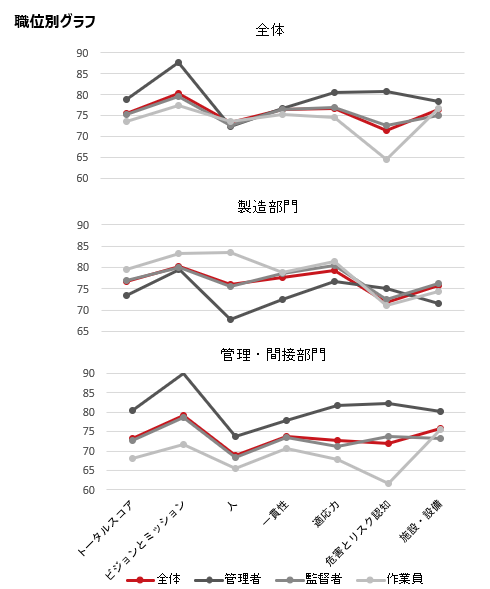 職位別グラフ
全体
90
85
80
75
70
65
60
製造部門
90
85
80
75
70
65
管理・間接部門
90
85
80
75
70
65
60
トータルスコア
ビジョンとミッション
人
一貫性
適応力
危害とリスク認知
施設・設備
全体 管理者 監督者 作業員